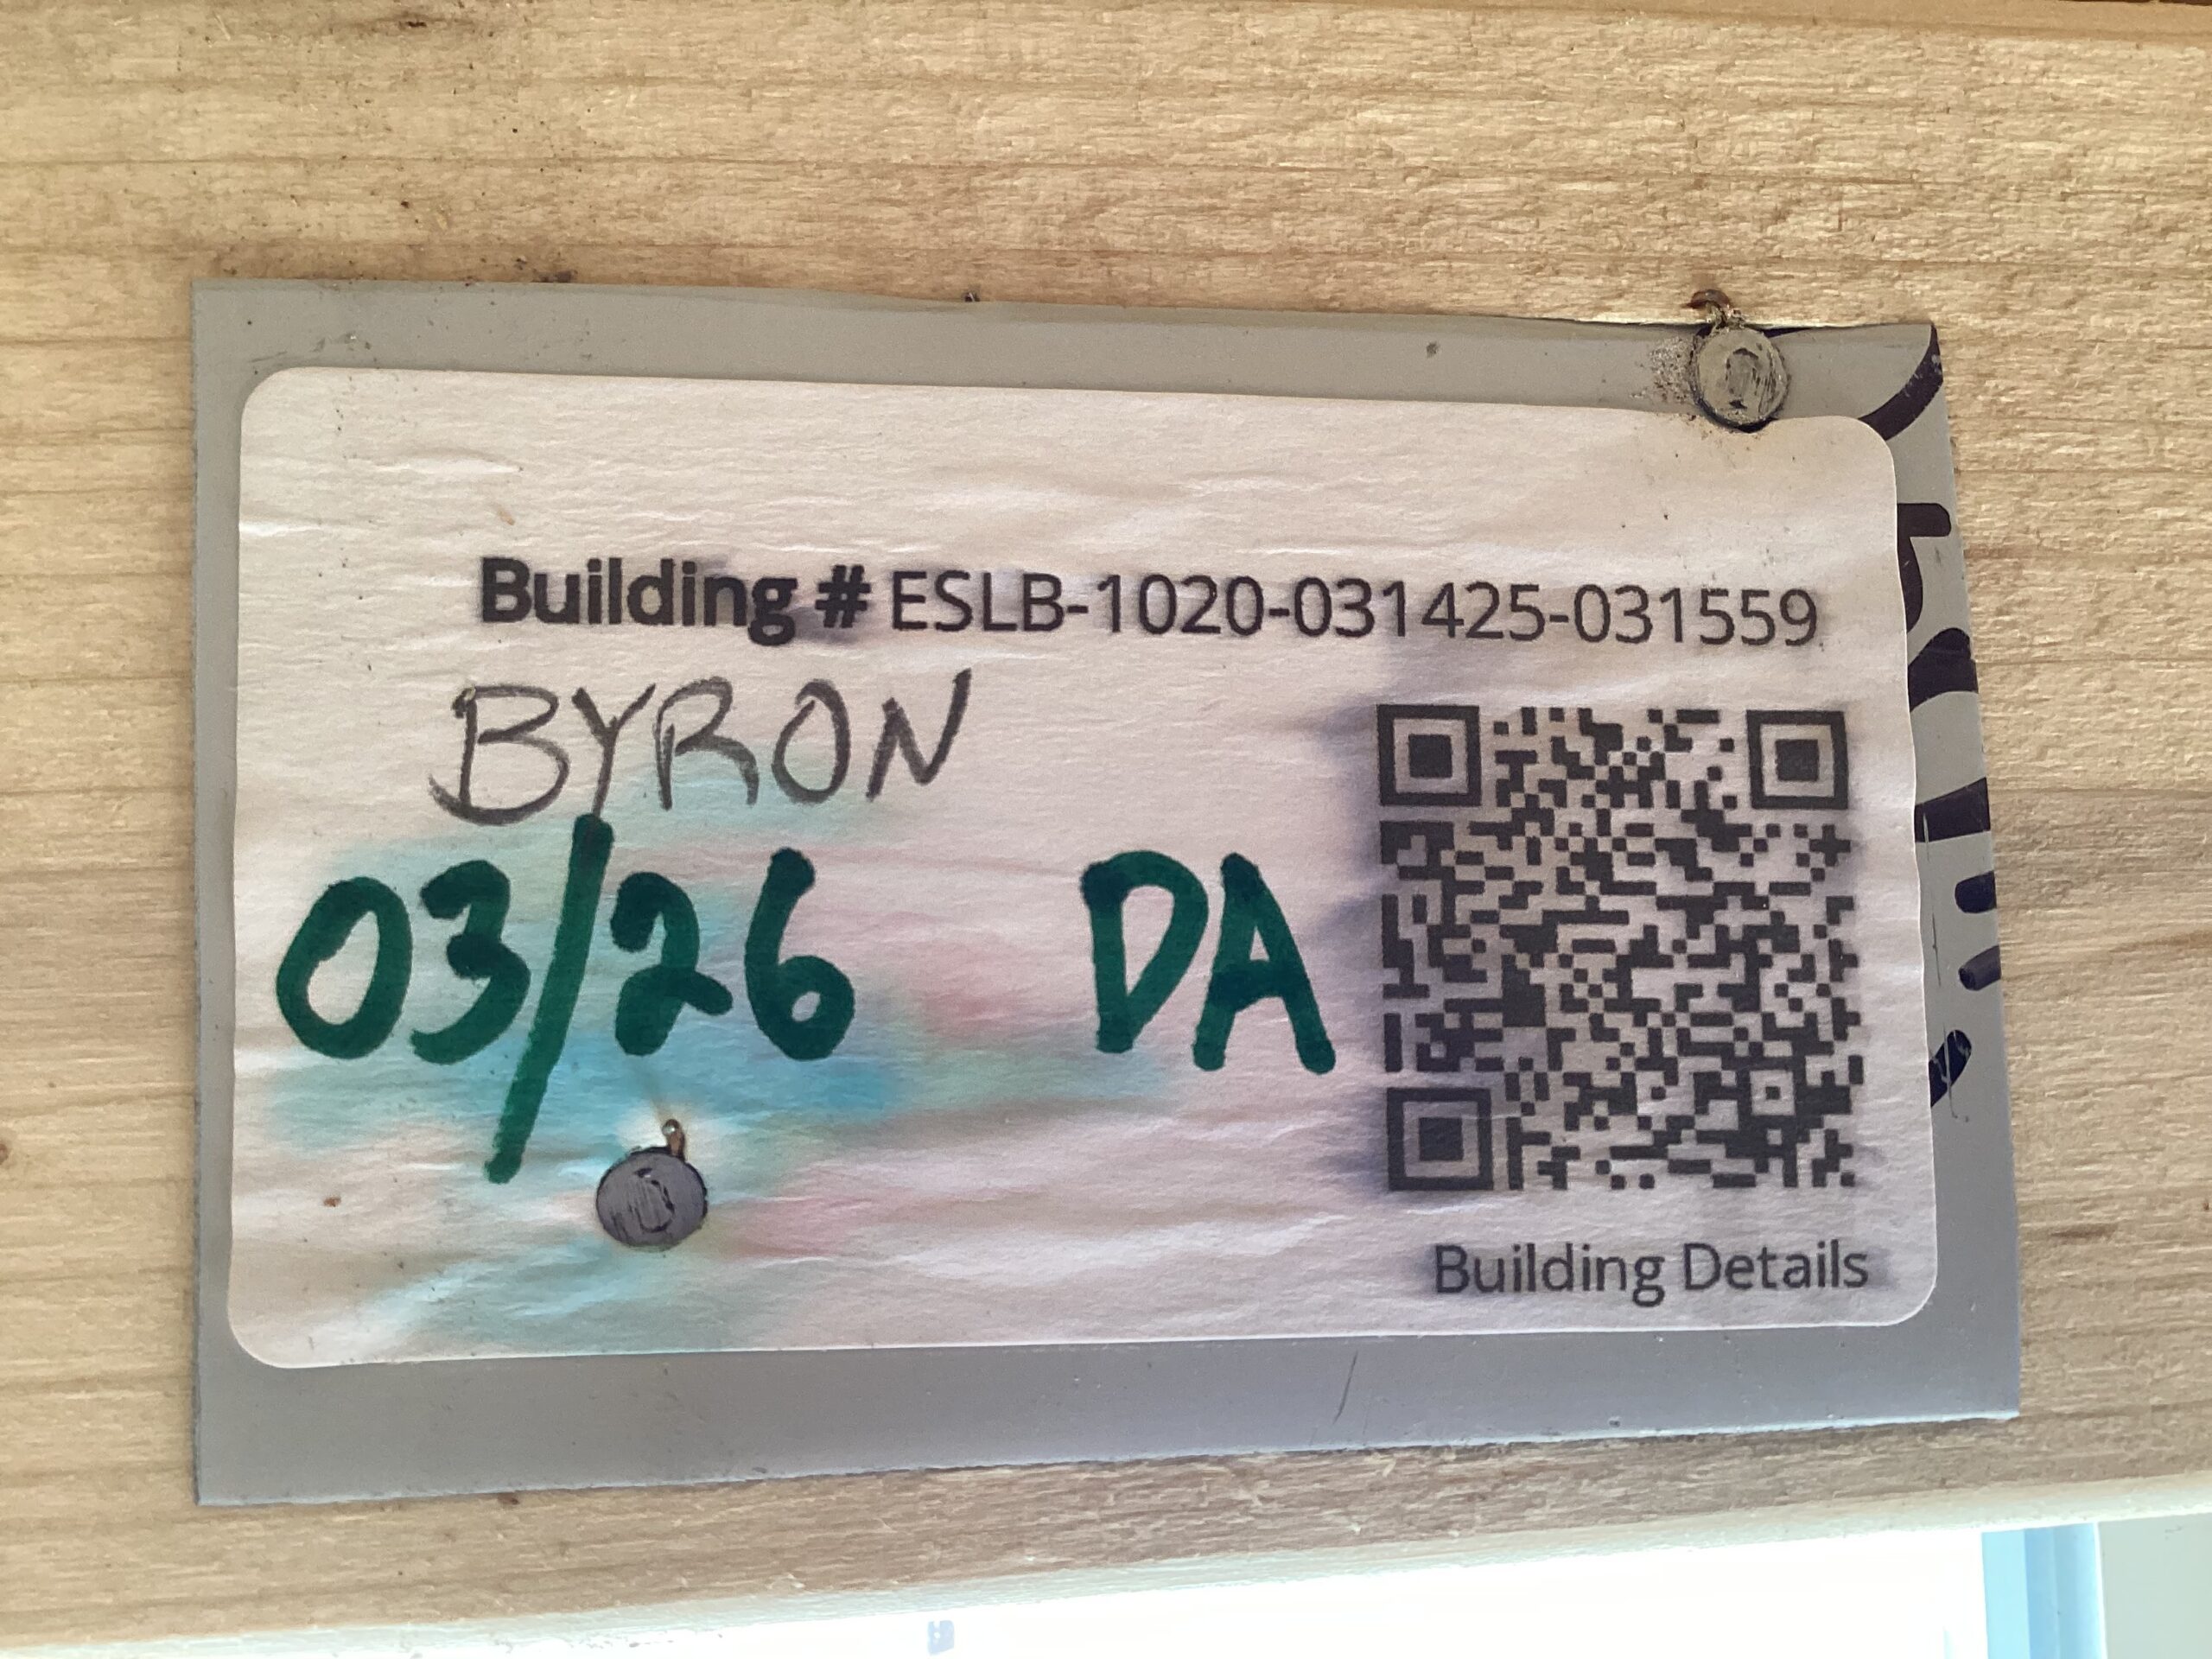 Building # ESLB-1020-031425-031559
BYRON
03/26 DA
Building Details